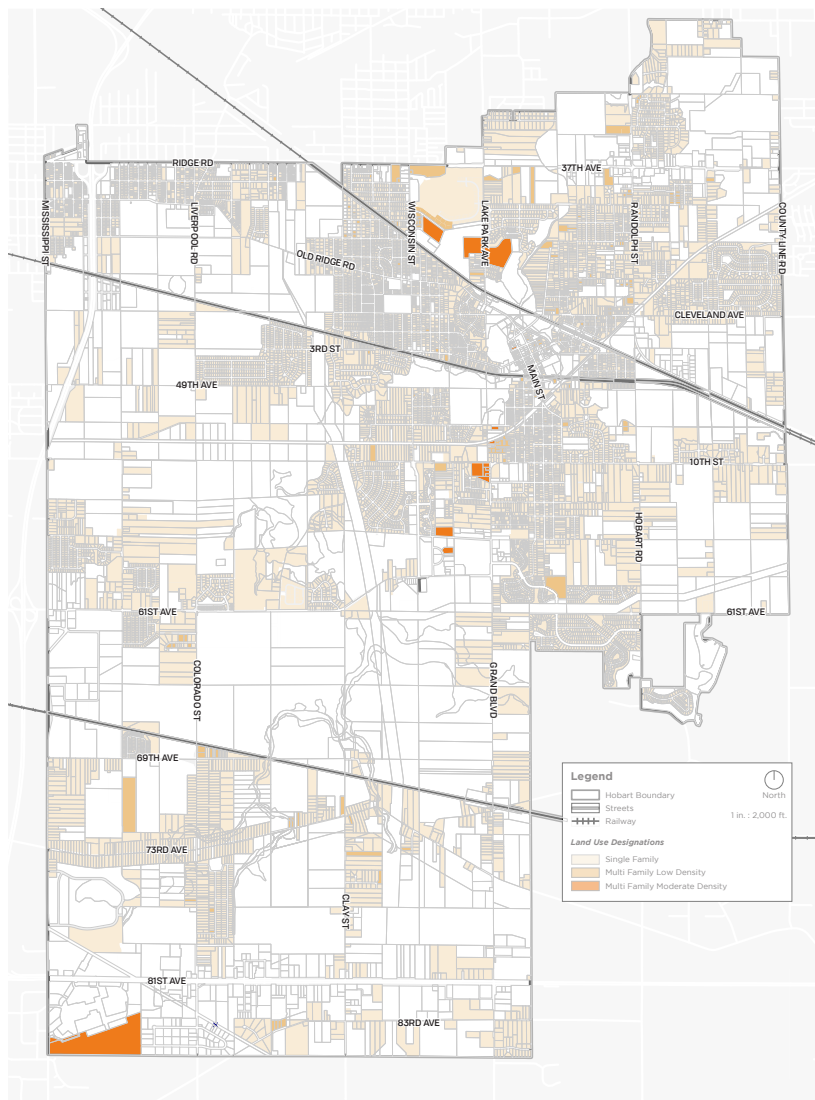 RIDGE RD
37TH AVE
MISSISSIPPI ST
LIVERPOOL RD
WISCONSIN ST
LAKE PARK AVE
RANDOLPH ST
COUNTY LINE RD
OLD RIDGE RD
CLEVELAND AVE
3RD ST
MAIN ST
49TH AVE
10TH ST
HOBART RD
61ST AVE
61ST AVE
COLORADO ST
GRAND BLVD
69TH AVE
73RD AVE
CLAY ST
81ST AVE
83RD AVE
Legend
Hobart Boundary
North
Streets
1 in. : 2,000 ft.
Railway
Land Use Designations
Single Family
Multi Family Low Density
Multi Family Moderate Density